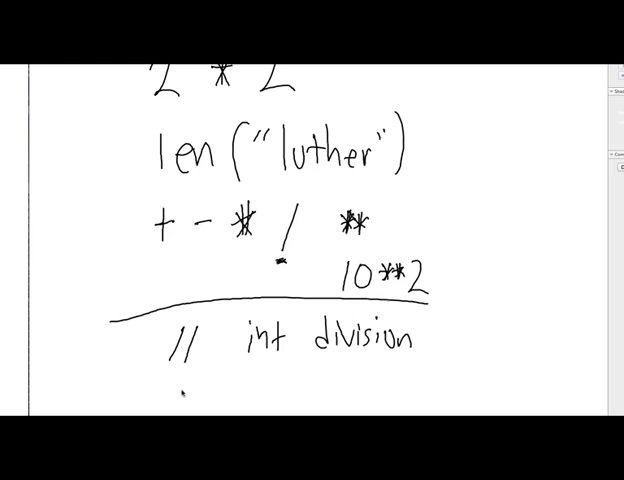 2 * 2
len("luther")
+ - * / **
10**2
// int division